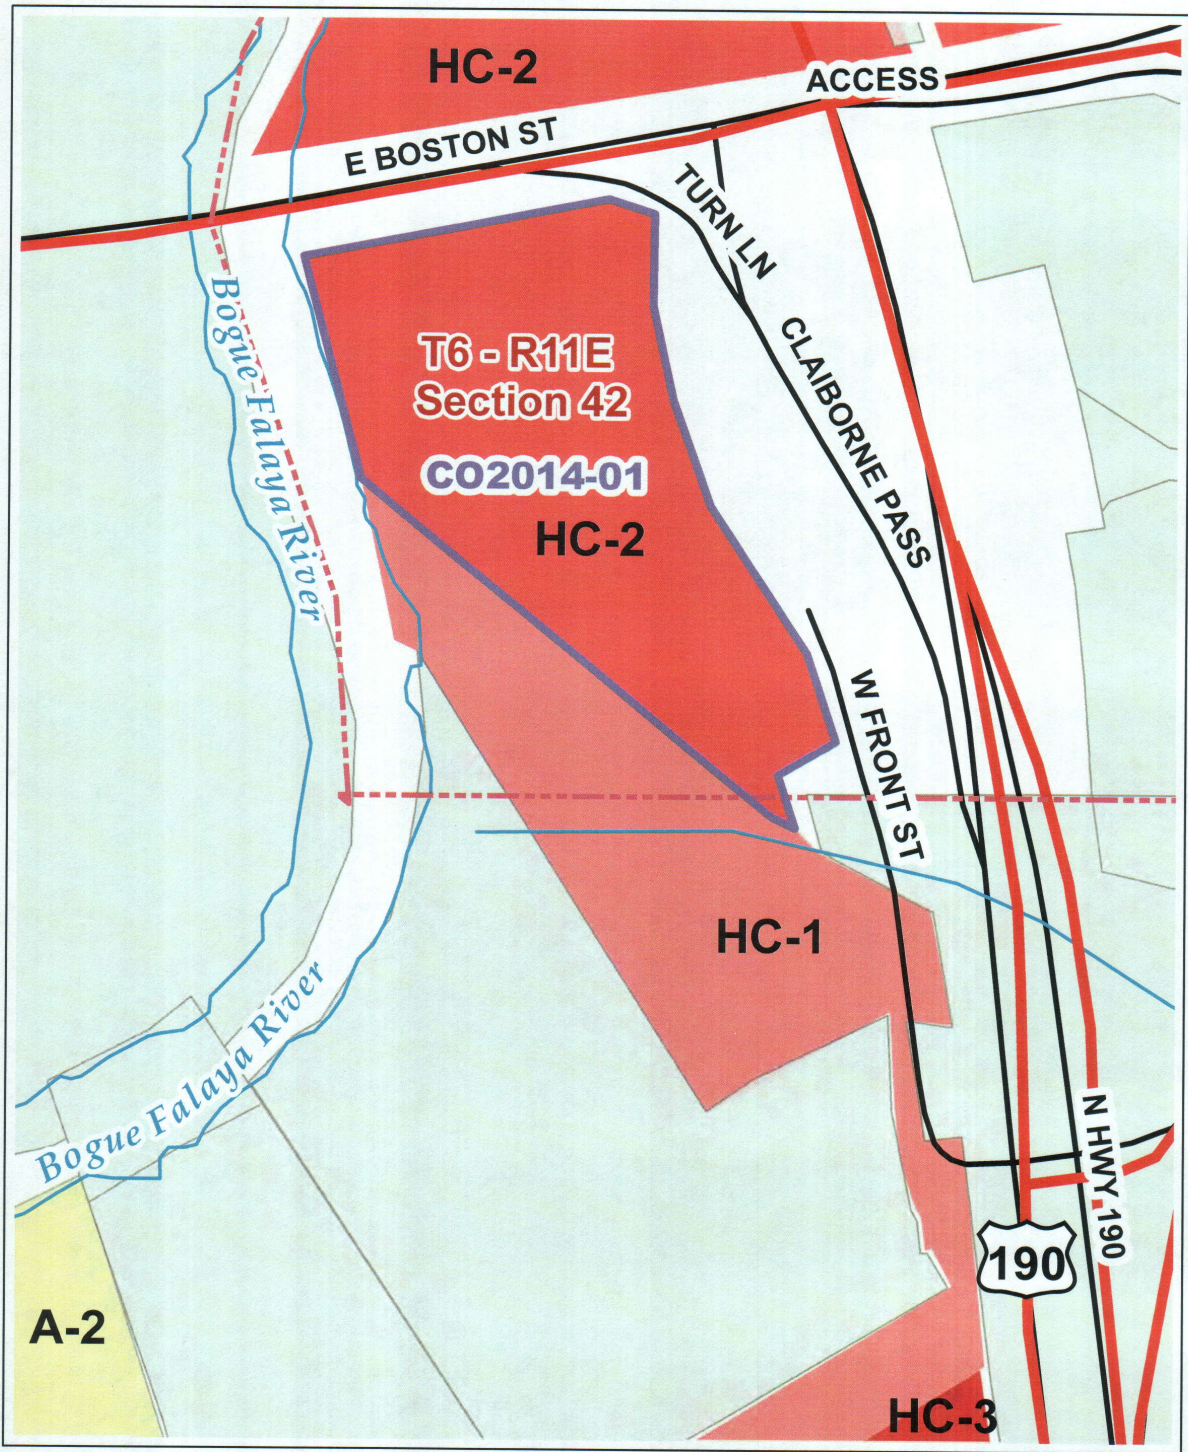 HC-2
ACCESS
E BOSTON ST
TURN LN
Bogue-Falaya River
T6 - R11E
Section 42
CO2014-01
HC-2
CLAIBORNE PASS
W FRONT ST
HC-1
Bogue Falaya River
N HWY 190
190
A-2
HC-3